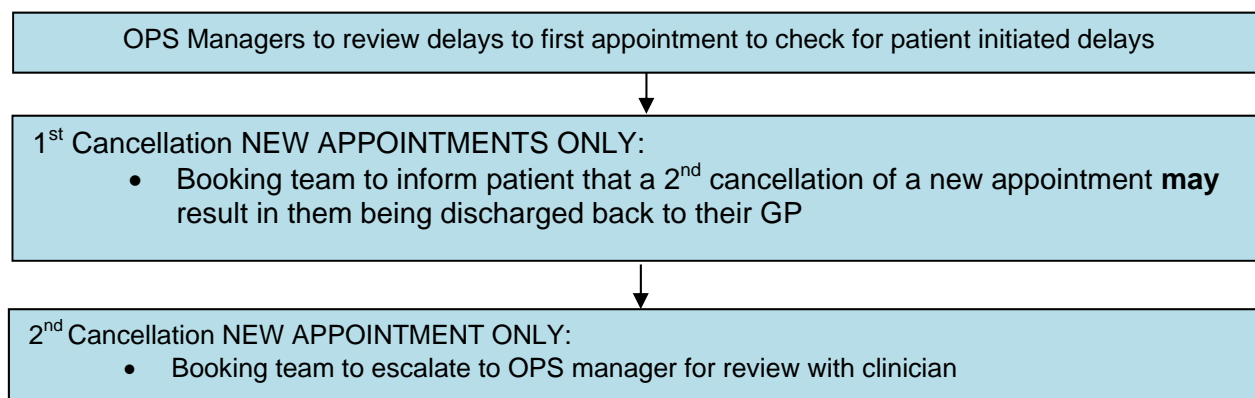 OPS Managers to review delays to first appointment to check for patient initiated delays
1st Cancellation NEW APPOINTMENTS ONLY:
• Booking team to inform patient that a 2nd cancellation of a new appointment may
result in them being discharged back to their GP
2nd Cancellation NEW APPOINTMENT ONLY:
• Booking team to escalate to OPS manager for review with clinician